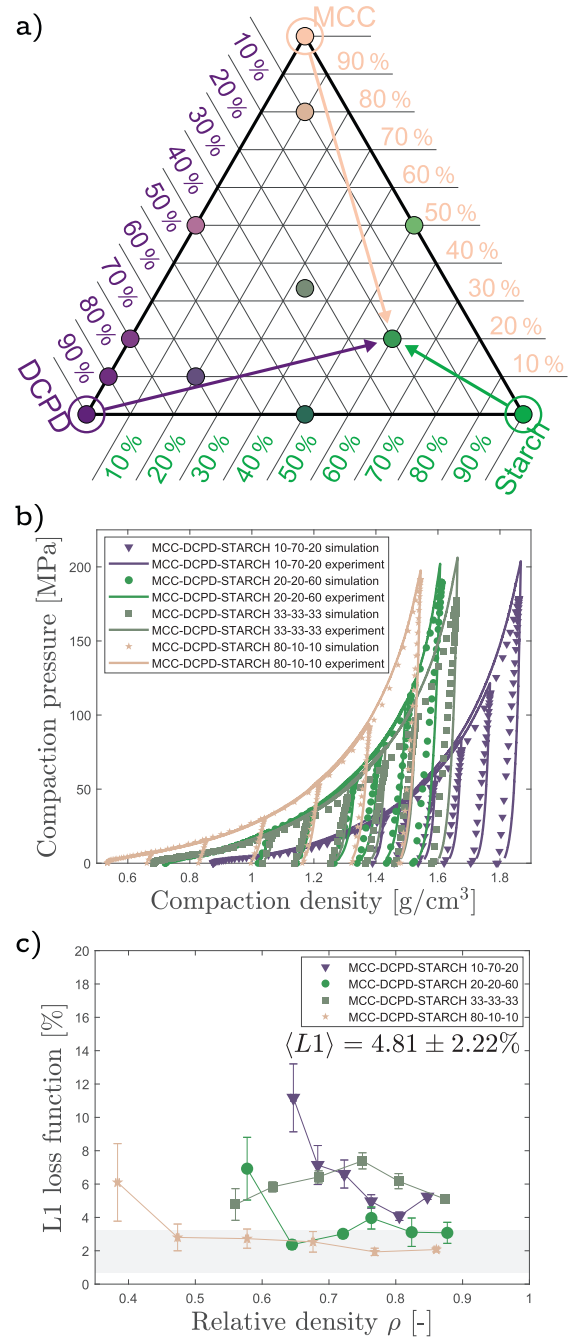 a)
MCC
10 %
20 %
30 %
40 %
50 %
60 %
70 %
80 %
90 %
DCPD
90 %
80 %
70 %
60 %
50 %
40 %
30 %
20 %
10 %
10 %
20 %
30 %
40 %
50 %
60 %
70 %
80 %
90 %
Starch
b)
Compaction pressure [MPa]
200
150
100
50
0
MCC-DCPD-STARCH 10-70-20 simulation
MCC-DCPD-STARCH 10-70-20 experiment
MCC-DCPD-STARCH 20-20-60 simulation
MCC-DCPD-STARCH 20-20-60 experiment
MCC-DCPD-STARCH 33-33-33 simulation
MCC-DCPD-STARCH 33-33-33 experiment
MCC-DCPD-STARCH 80-10-10 simulation
MCC-DCPD-STARCH 80-10-10 experiment
0.6 0.8 1 1.2 1.4 1.6 1.8
Compaction density [g/cm³]
c)
L1 loss function [%]
20
18
16
14
12
10
8
6
4
2
0
MCC-DCPD-STARCH 10-70-20
MCC-DCPD-STARCH 20-20-60
MCC-DCPD-STARCH 33-33-33
MCC-DCPD-STARCH 80-10-10
⟨L1⟩ = 4.81 ± 2.22%
0.4 0.5 0.6 0.7 0.8 0.9 1
Relative density ρ [-]